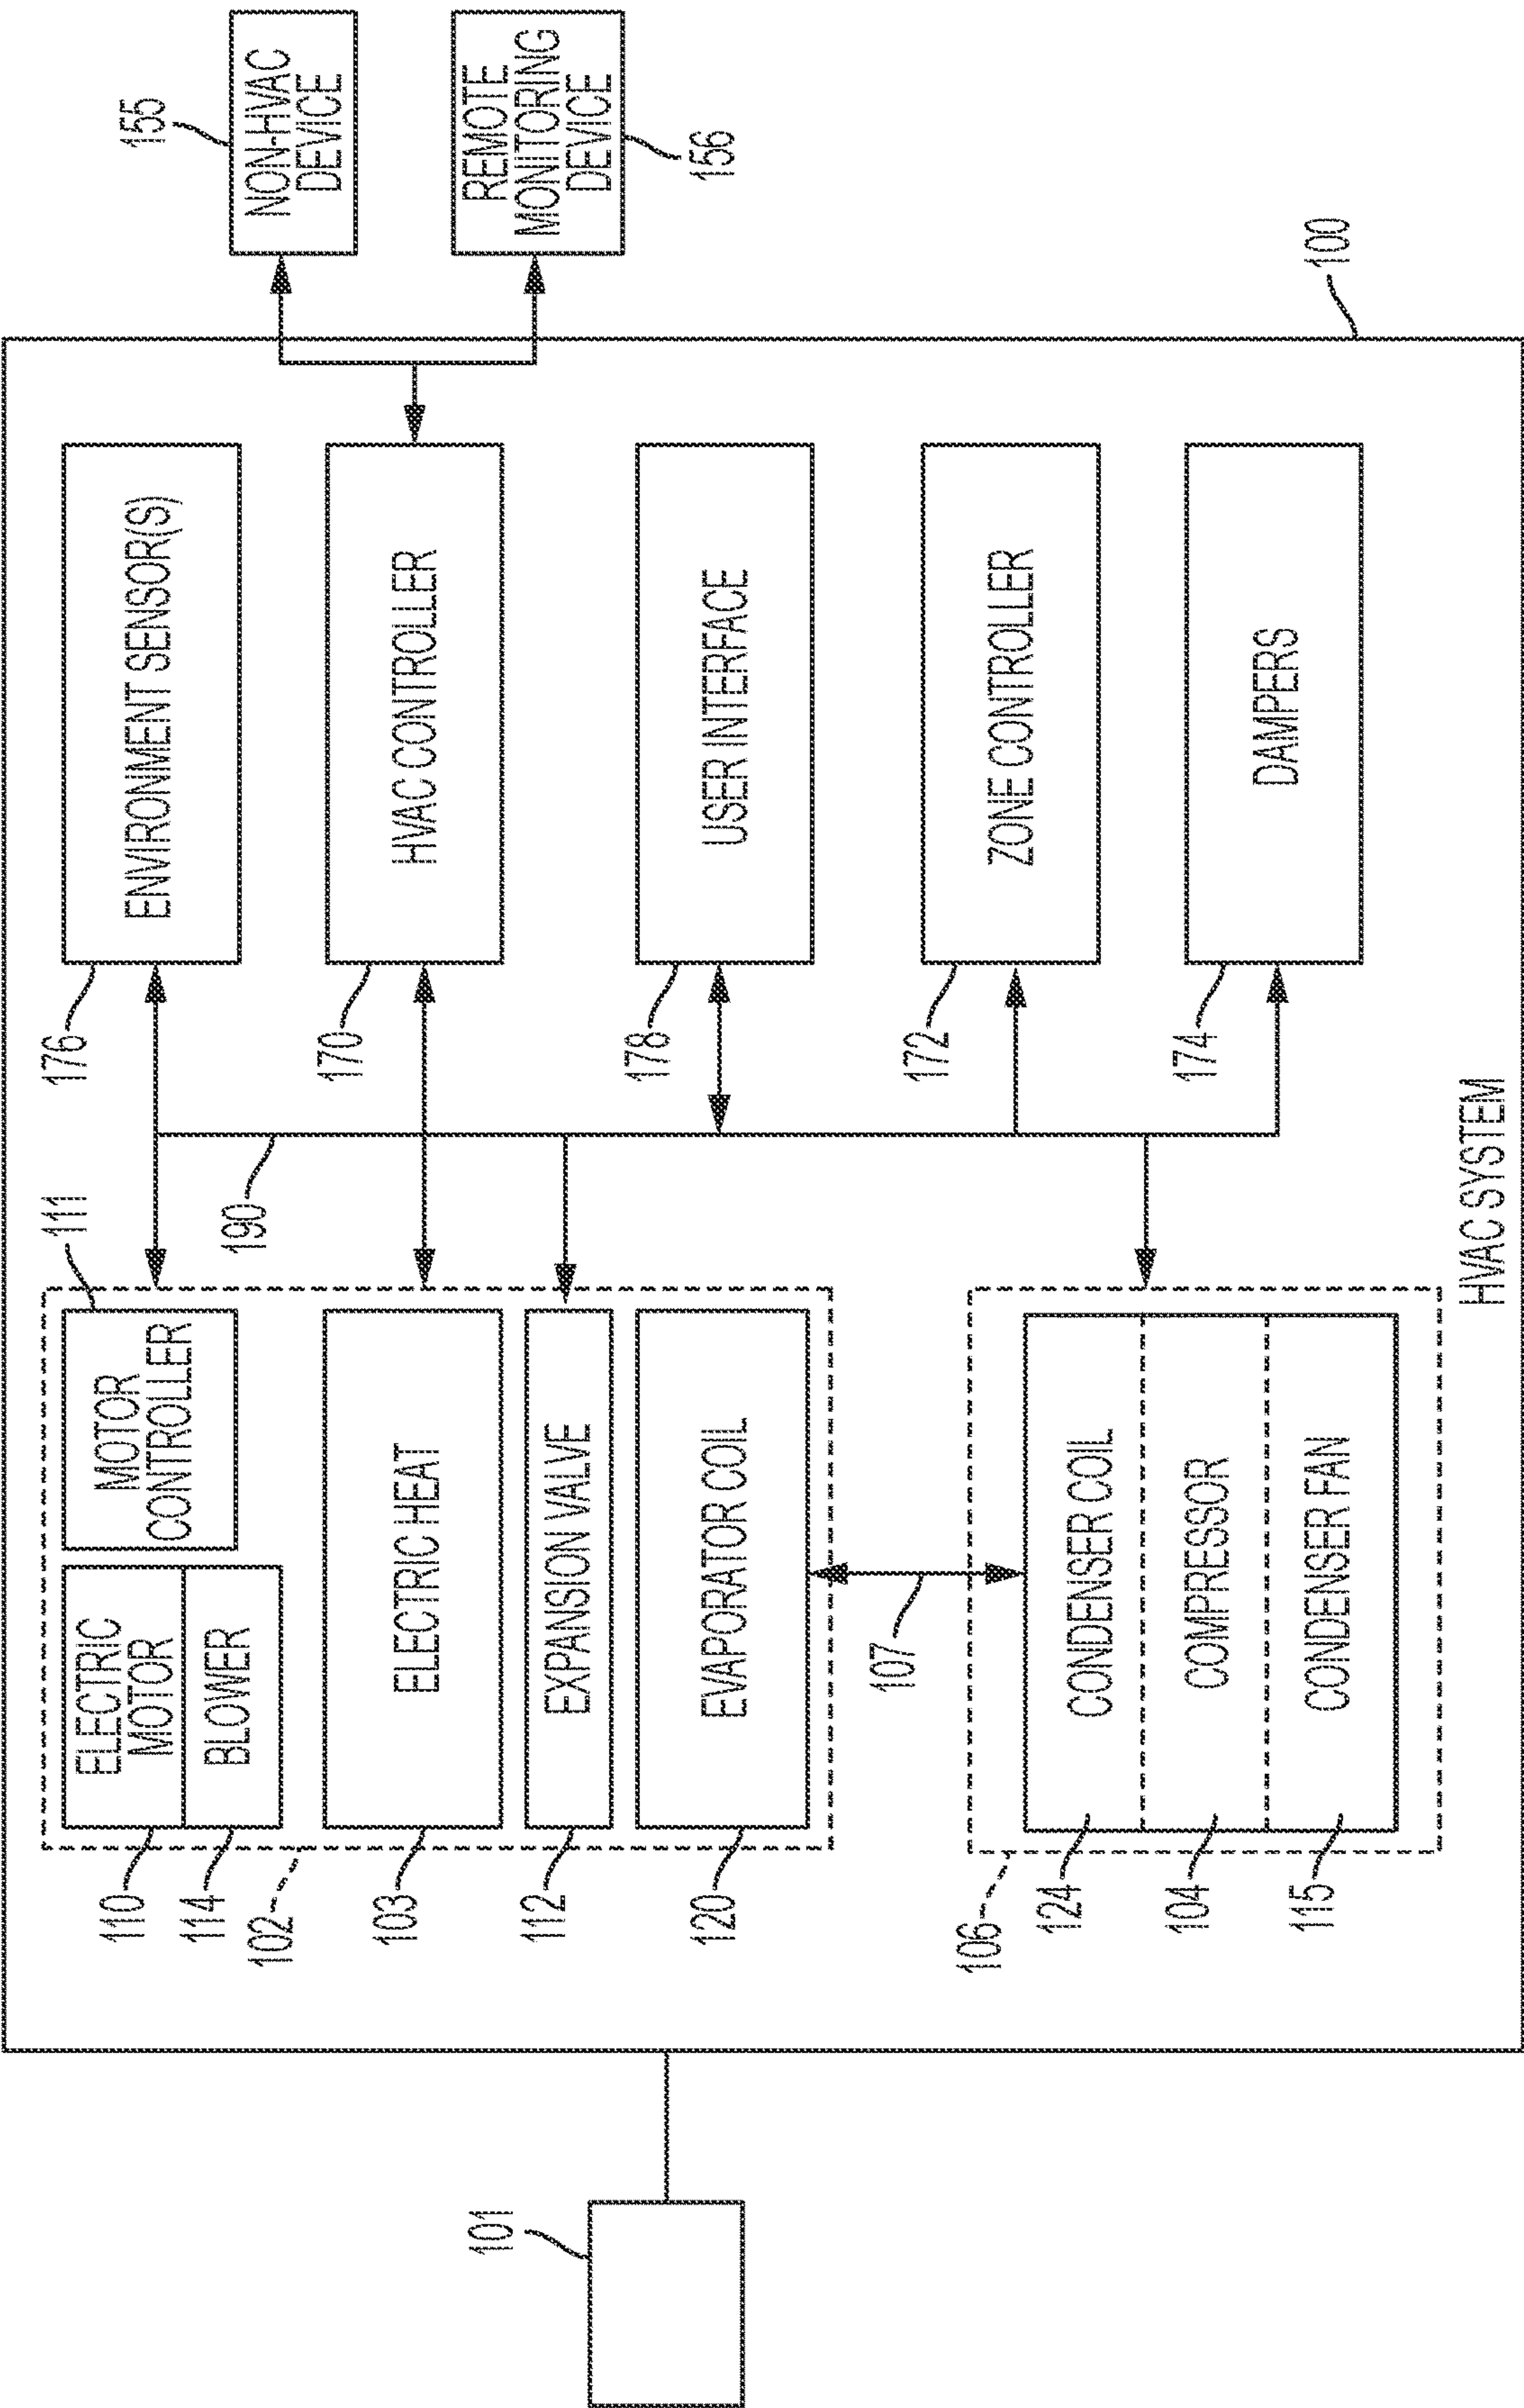 101
110
ELECTRIC
MOTOR
114
BLOWER
102
MOTOR
CONTROLLER
111
103
ELECTRIC HEAT
112
EXPANSION VALVE
120
EVAPORATOR COIL
107
106
124
CONDENSER COIL
104
COMPRESSOR
115
CONDENSER FAN
190
176
ENVIRONMENT SENSOR(S)
170
HVAC CONTROLLER
178
USER INTERFACE
172
ZONE CONTROLLER
174
DAMPERS
HVAC SYSTEM
100
155
NON-HVAC
DEVICE
REMOTE
MONITORING
DEVICE
156